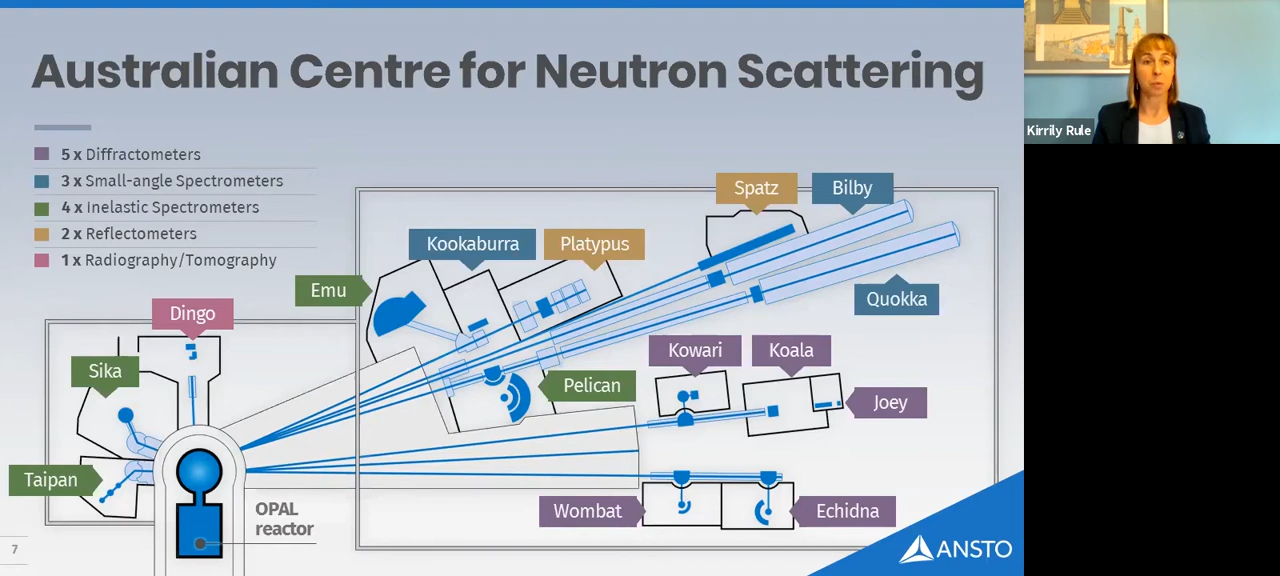 Australian Centre for Neutron Scattering
5 x Diffractometers
3 x Small-angle Spectrometers
4 x Inelastic Spectrometers
2 x Reflectometers
1 x Radiography/Tomography
Kirrily Rule
Spatz
Bilby
Kookaburra
Platypus
Emu
Quokka
Dingo
Kowari
Koala
Sika
Pelican
Joey
Taipan
OPAL
reactor
Wombat
Echidna
7
ANSTO